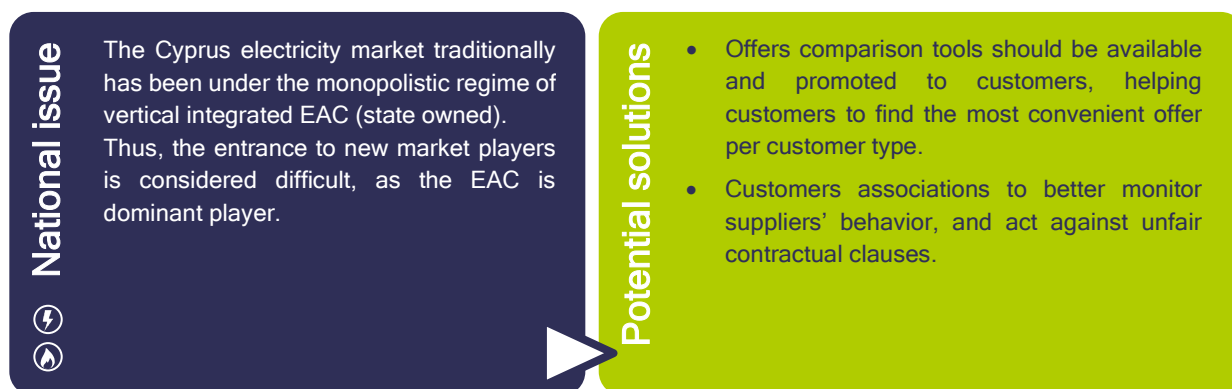 National issue
The Cyprus electricity market traditionally
has been under the monopolistic regime of
vertical integrated EAC (state owned).
Thus, the entrance to new market players
is considered difficult, as the EAC is
dominant player.
Potential solutions
• Offers comparison tools should be available
and promoted to customers, helping
customers to find the most convenient offer
per customer type.
• Customers associations to better monitor
suppliers’ behavior, and act against unfair
contractual clauses.